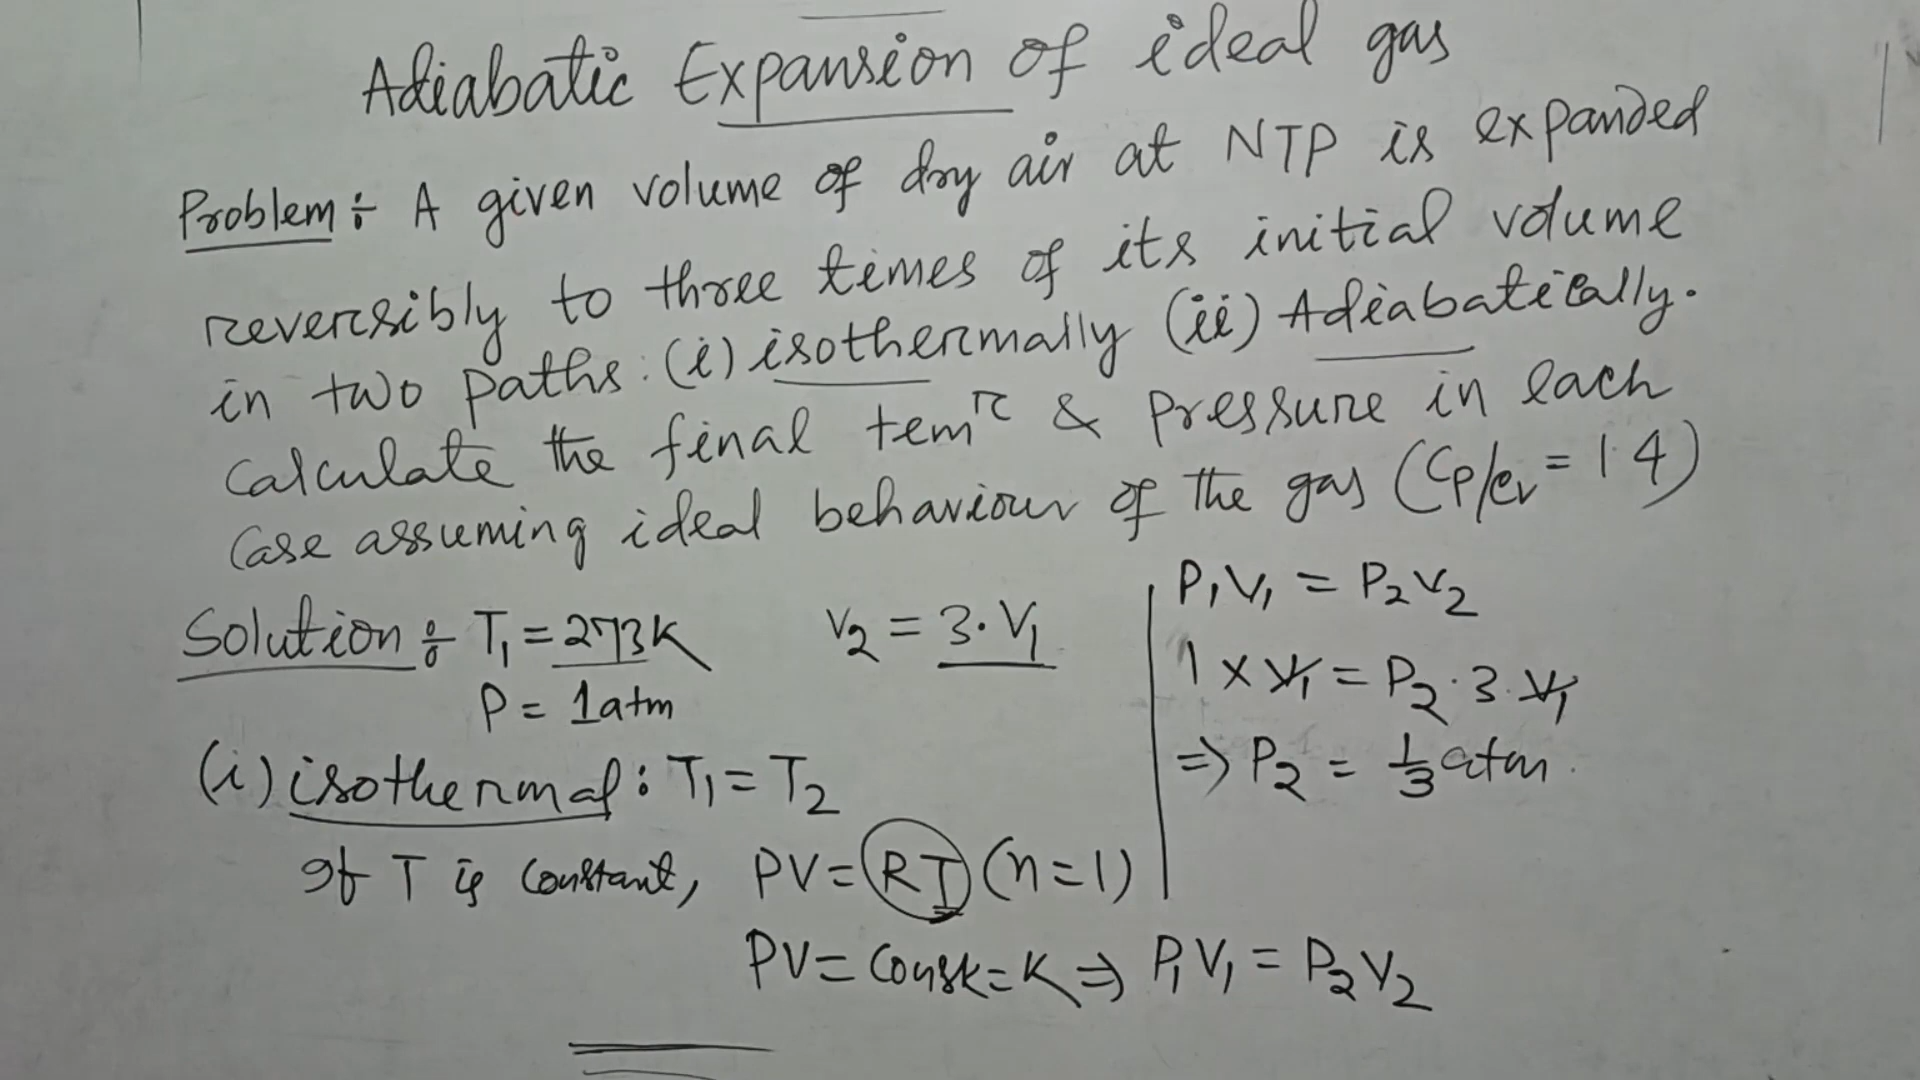 Adiabatic Expansion of ideal gas
Problem: A given volume of dry air at NTP is expanded
reversibly to three times of its initial volume
in two paths: (i) isothermally (ii) Adiabatically.
Calculate the final temr & pressure in each
Case assuming ideal behaviour of the gas (Cp/cv = 1.4)
Solution: T₁ = 273K V₂ = 3·V₁
P = 1atm
(i) isothermal: T₁ = T₂
If T is constant, PV = RT (n=1)
PV = Const = K ⇒ P₁V₁ = P₂V₂
P₁V₁ = P₂V₂
1 × V₁ = P₂·3·V₁
⇒ P₂ = 1/3 atm.